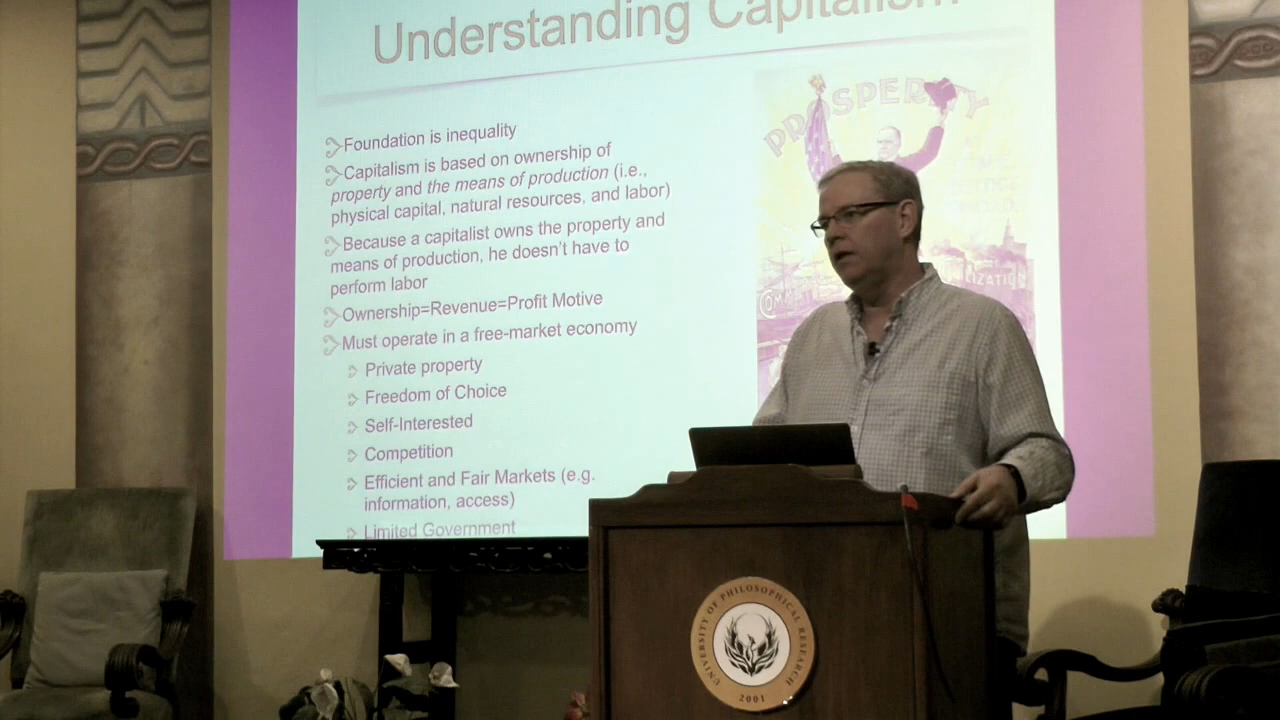 Understanding Capitalism
Foundation is inequality
Capitalism is based on ownership of
property and the means of production (i.e.,
physical capital, natural resources, and labor)
Because a capitalist owns the property and
means of production, he doesn't have to
perform labor
Ownership=Revenue=Profit Motive
Must operate in a free-market economy
Private property
Freedom of Choice
Self-Interested
Competition
Efficient and Fair Markets (e.g.
information, access)
Limited Government
PROSPERITY
UNIVERSITY OF PHILOSOPHICAL RESEARCH
2001